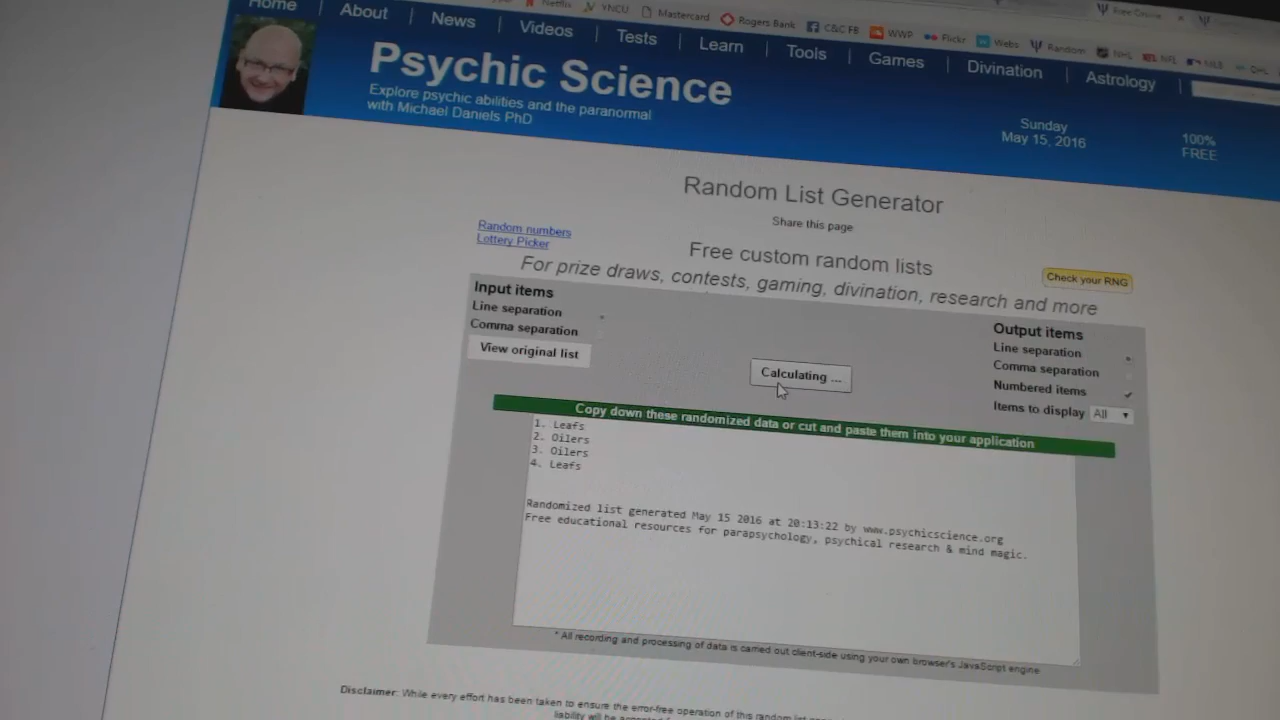 Netflix YNCU Mastercard Rogers Bank C&C FB WWP Flickr Webs Random NHL NFL
Home About News Videos Tests Learn Tools Games Divination Astrology
Psychic Science
Explore psychic abilities and the paranormal
with Michael Daniels PhD
Sunday
May 15, 2016
100%
FREE
Random List Generator
Share this page
Random numbers
Lottery Picker
Free custom random lists
For prize draws, contests, gaming, divination, research and more
Check your RNG
Input items
Line separation
Comma separation
View original list
Calculating ...
Output items
Line separation
Comma separation
Numbered items
Items to display All
Copy down these randomized data or cut and paste them into your application
1. Leafs
2. Oilers
3. Oilers
4. Leafs
Randomized list generated May 15 2016 at 20:13:22 by www.psychicscience.org
Free educational resources for parapsychology, psychical research & mind magic.
* All recording and processing of data is carried out client-side using your own browser's JavaScript engine
Disclaimer: While every effort has been taken to ensure the error-free operation of this random list
liability will be accepted